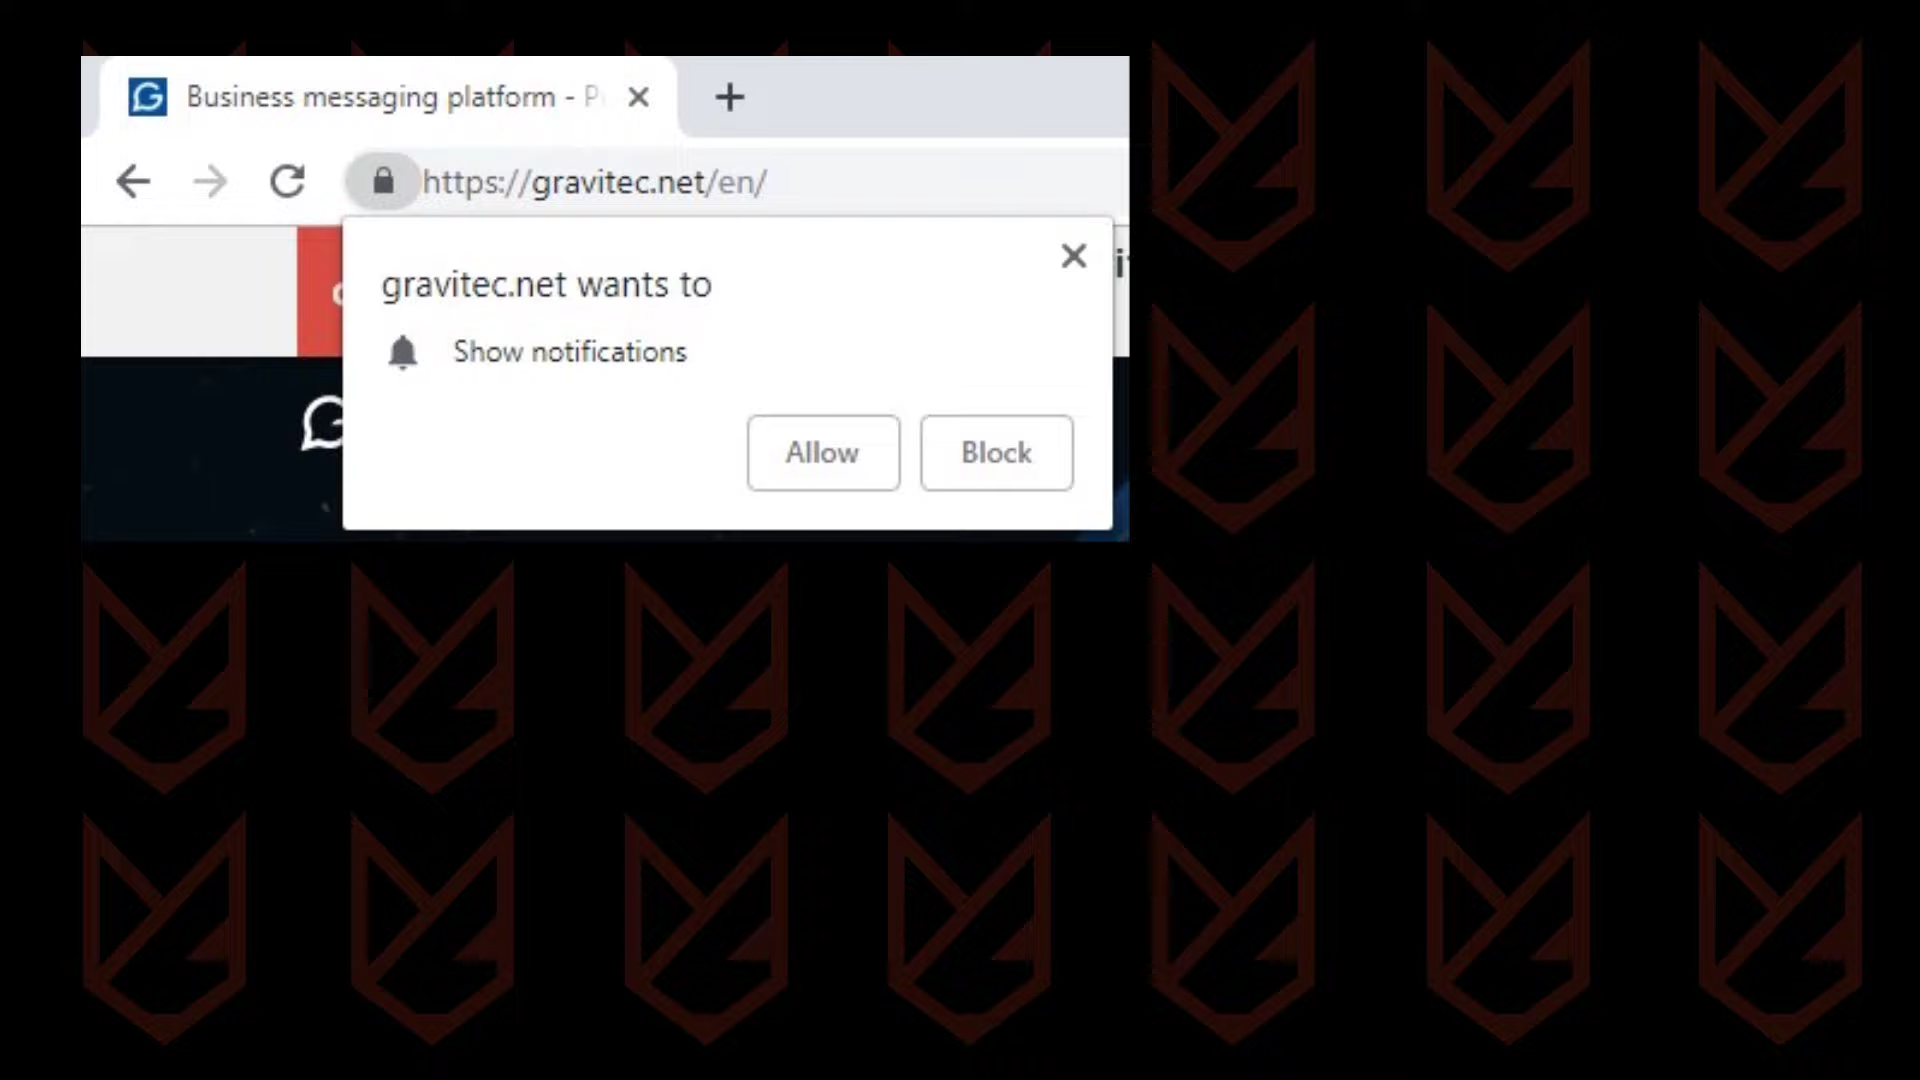 Business messaging platform - P
https://gravitec.net/en/
gravitec.net wants to
Show notifications
Allow Block